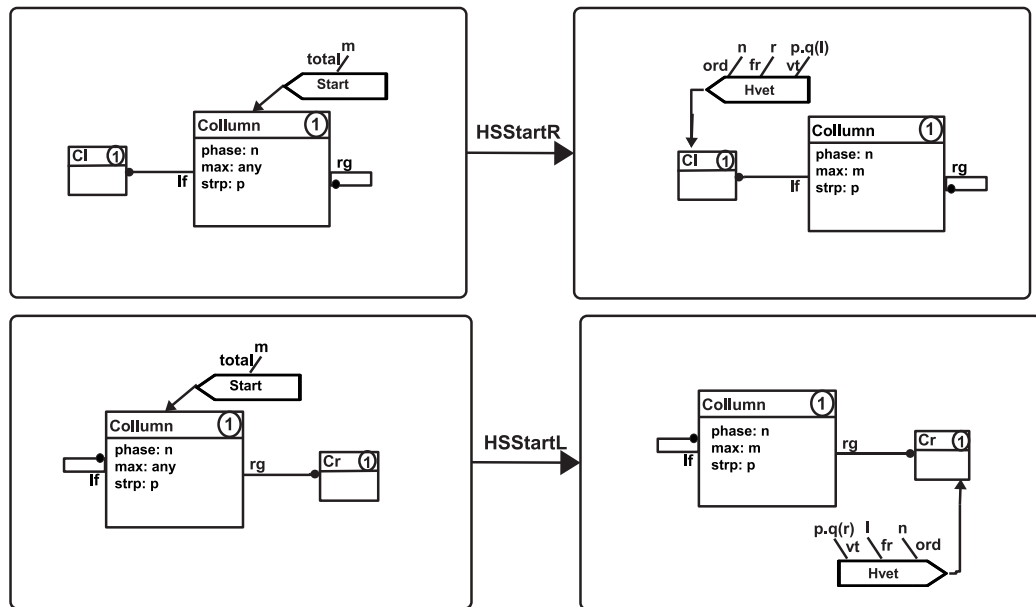 total m
Start
Collumn 1
phase: n
max: any
strp: p
Cl 1
lf
rg
HSStartR
n r p.q(l)
ord fr vt
Hvet
Cl 1
lf
Collumn 1
phase: n
max: m
strp: p
rg
total m
Start
Collumn 1
phase: n
max: any
strp: p
lf
rg
Cr 1
HSStartL
Collumn 1
phase: n
max: m
strp: p
lf
rg
Cr 1
p.q(r) l n
vt fr ord
Hvet